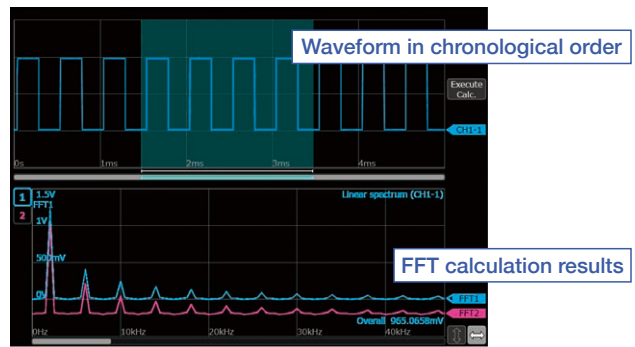 Waveform in chronological order
Execute
Calc.
CH1-1
0s
1ms
2ms
3ms
4ms
1
1.5V
Linear spectrum (CH1-1)
FFT1
2
1V
500mV
FFT calculation results
0V
FFT1
FFT2
Overall 965.0658mV
0Hz
10kHz
20kHz
30kHz
40kHz